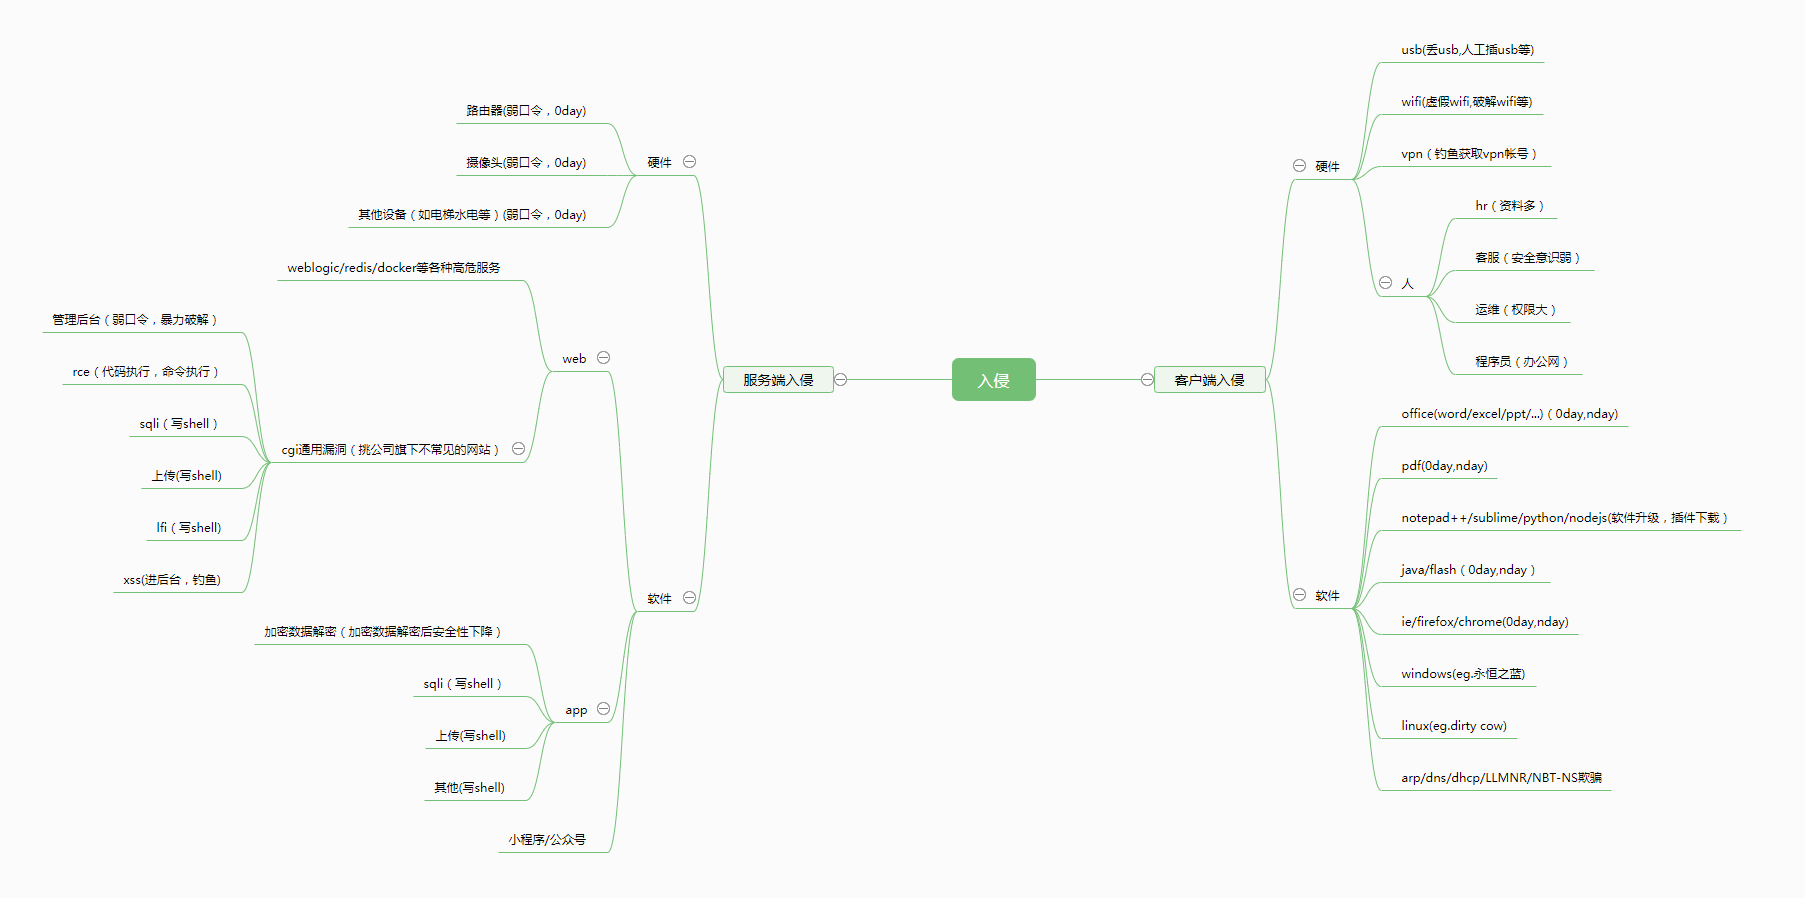 入侵
服务端入侵
硬件
路由器(弱口令，0day)
摄像头(弱口令，0day)
其他设备（如电梯水电等）(弱口令，0day)
软件
web
weblogic/redis/docker等各种高危服务
cgi通用漏洞（挑公司旗下不常见的网站）
管理后台（弱口令，暴力破解）
rce（代码执行，命令执行）
sqli（写shell）
上传(写shell)
lfi（写shell)
xss(进后台，钓鱼)
app
加密数据解密（加密数据解密后安全性下降）
sqli（写shell）
上传(写shell)
其他(写shell)
小程序/公众号
客户端入侵
硬件
usb(丢usb,人工插usb等)
wifi(虚假wifi,破解wifi等)
vpn（钓鱼获取vpn帐号）
人
hr（资料多）
客服（安全意识弱）
运维（权限大）
程序员（办公网）
软件
office(word/excel/ppt/...)（0day,nday)
pdf(0day,nday)
notepad++/sublime/python/nodejs(软件升级，插件下载）
java/flash（0day,nday）
ie/firefox/chrome(0day,nday)
windows(eg.永恒之蓝)
linux(eg.dirty cow)
arp/dns/dhcp/LLMNR/NBT-NS欺骗